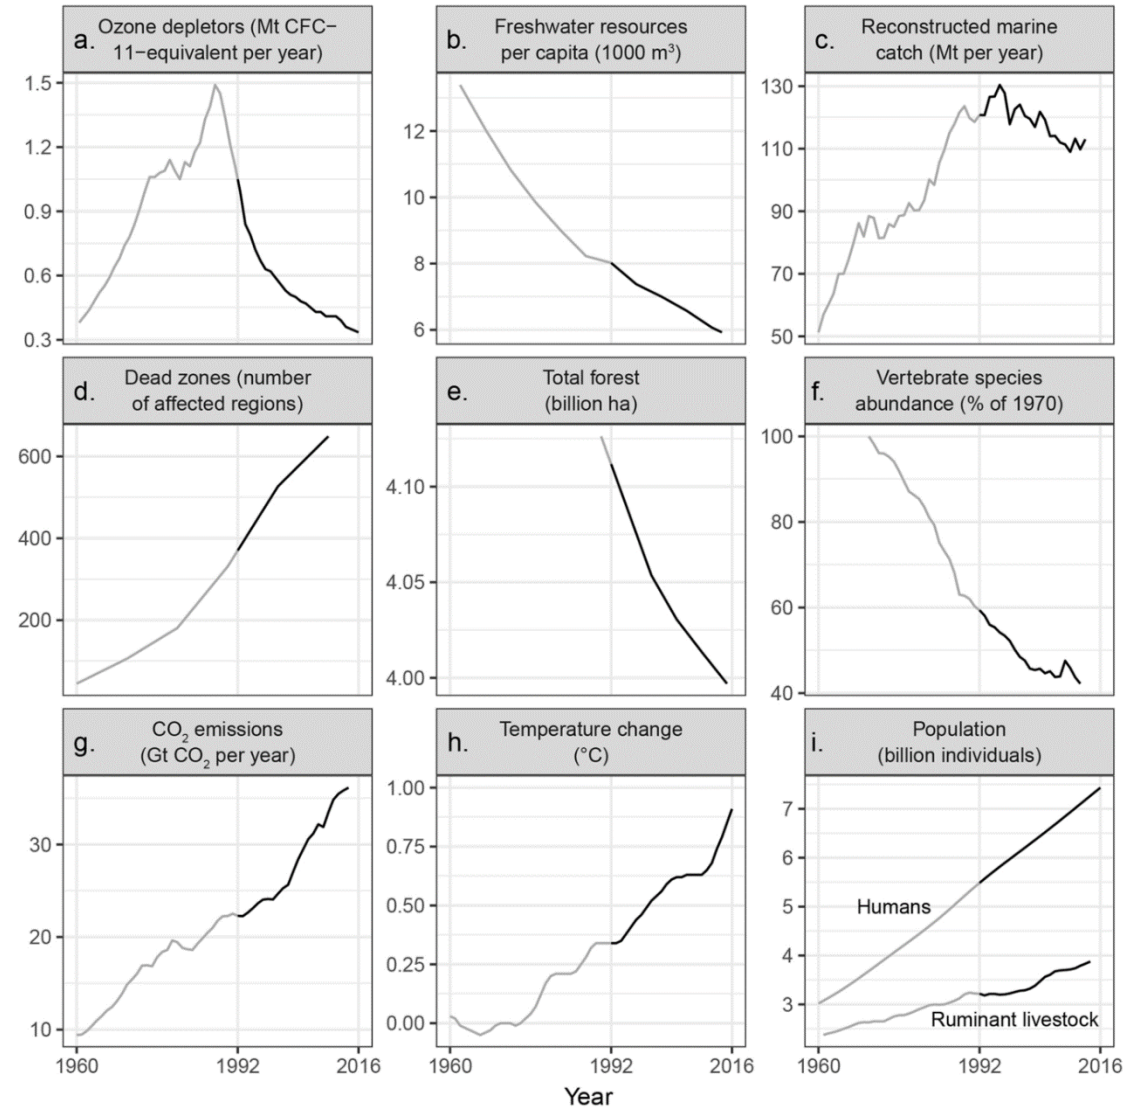 a.
Ozone depletors (Mt CFC−
11−equivalent per year)
1.5
1.2
0.9
0.6
0.3
b.
Freshwater resources
per capita (1000 m³)
12
10
8
6
c.
Reconstructed marine
catch (Mt per year)
130
110
90
70
50
d.
Dead zones (number
of affected regions)
600
400
200
e.
Total forest
(billion ha)
4.10
4.05
4.00
f.
Vertebrate species
abundance (% of 1970)
100
80
60
40
g.
CO₂ emissions
(Gt CO₂ per year)
30
20
10
1960 1992 2016
h.
Temperature change
(°C)
1.00
0.75
0.50
0.25
0.00
1960 1992 2016
i.
Population
(billion individuals)
7
6
5
4
3
Humans
Ruminant livestock
1960 1992 2016
Year